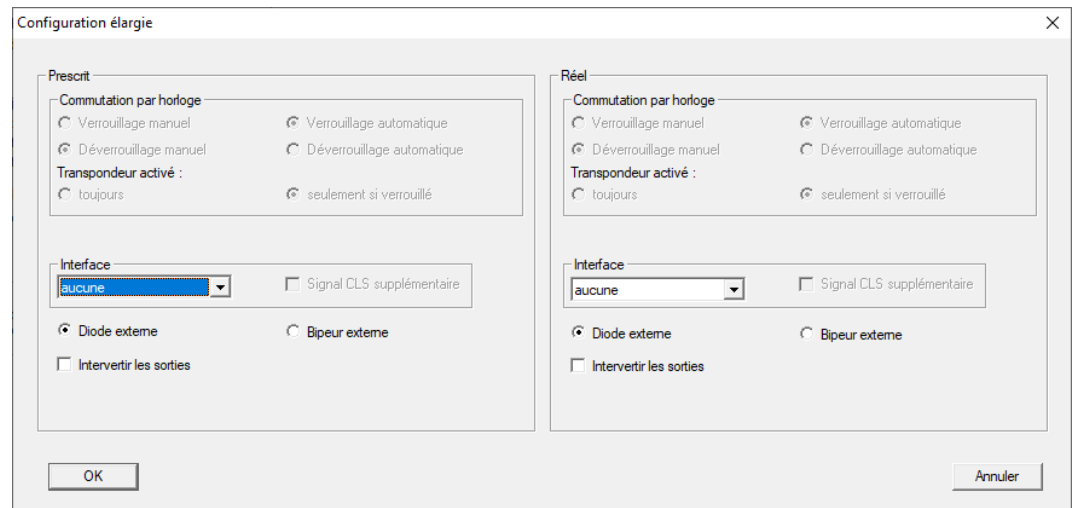 Configuration élargie
Prescrit
Commutation par horloge
Verrouillage manuel
Verrouillage automatique
Déverrouillage manuel
Déverrouillage automatique
Transpondeur activé :
toujours
seulement si verrouillé
Interface
aucune
Signal CLS supplémentaire
Diode externe
Bipeur externe
Intervertir les sorties
Réel
Commutation par horloge
Verrouillage manuel
Verrouillage automatique
Déverrouillage manuel
Déverrouillage automatique
Transpondeur activé :
toujours
seulement si verrouillé
Interface
aucune
Signal CLS supplémentaire
Diode externe
Bipeur externe
Intervertir les sorties
OK
Annuler